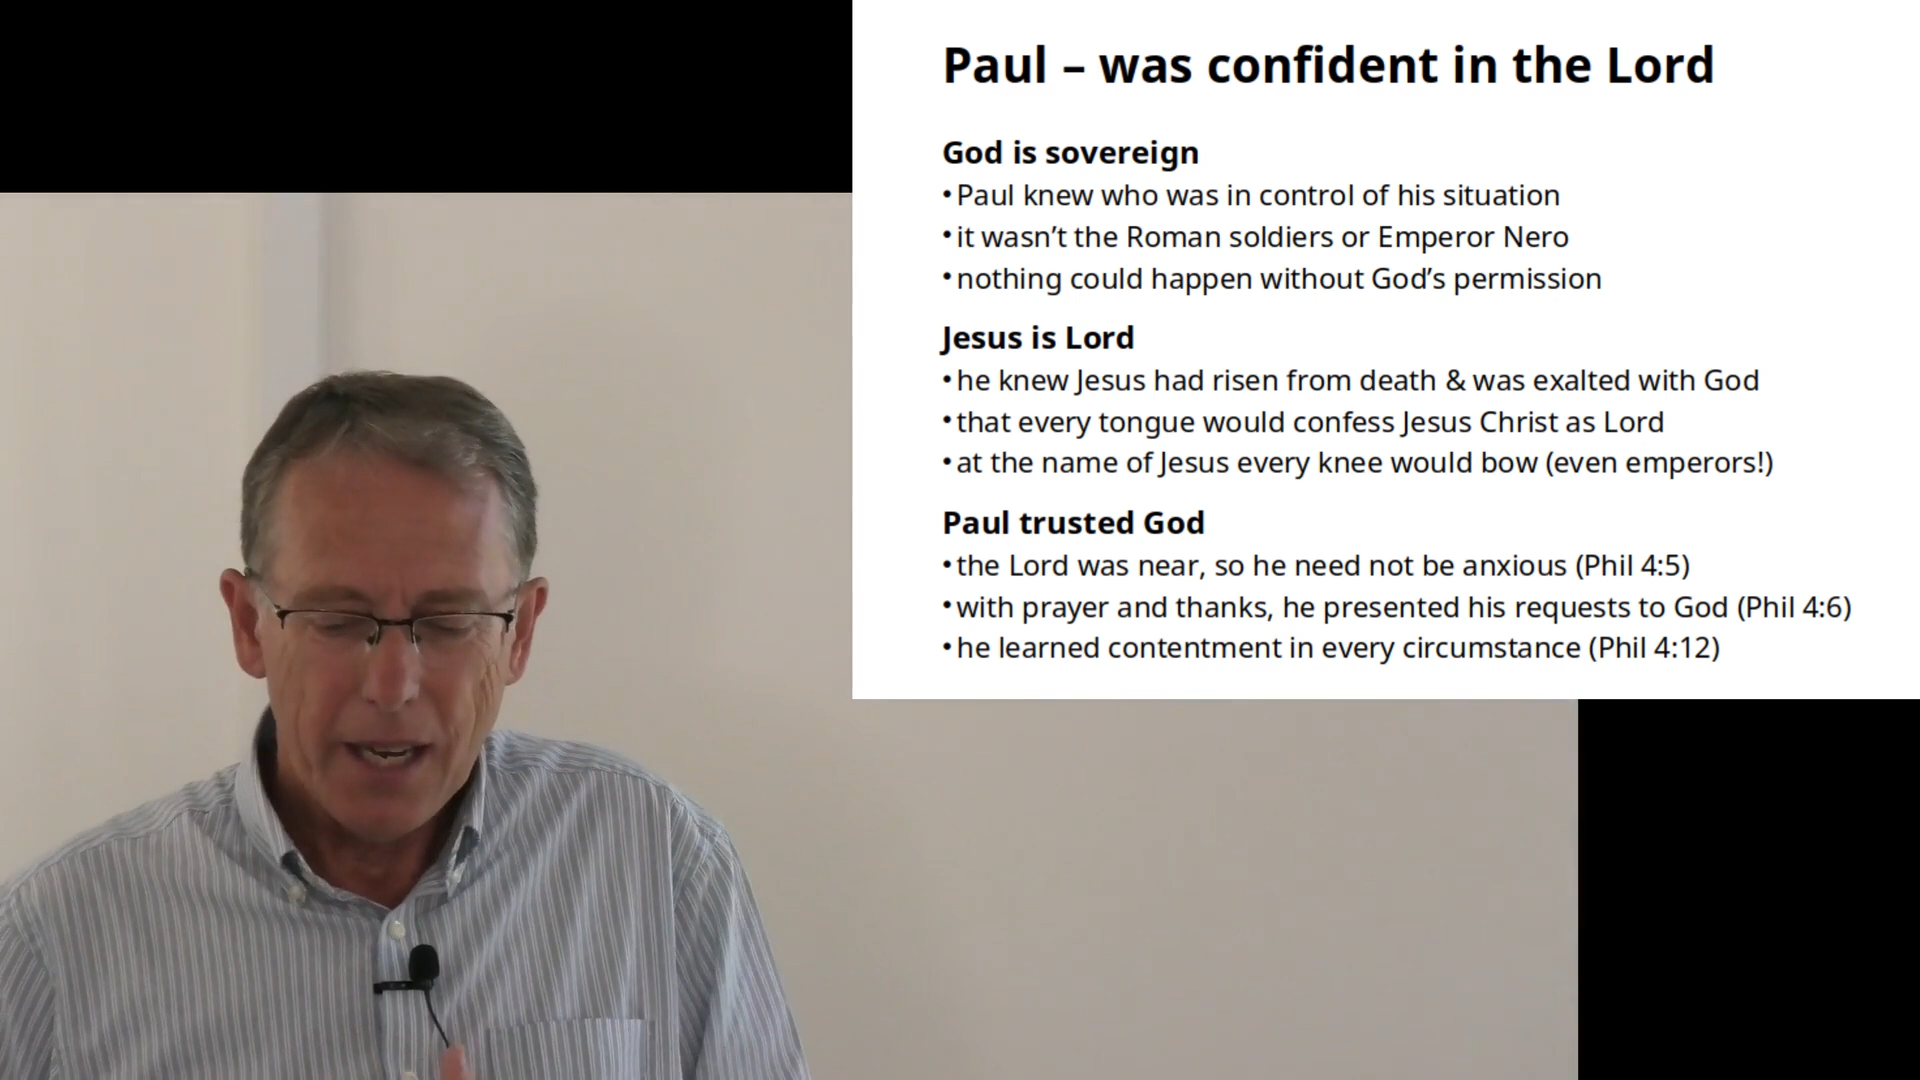 Paul – was confident in the Lord
God is sovereign
•Paul knew who was in control of his situation
•it wasn’t the Roman soldiers or Emperor Nero
•nothing could happen without God’s permission
Jesus is Lord
•he knew Jesus had risen from death & was exalted with God
•that every tongue would confess Jesus Christ as Lord
•at the name of Jesus every knee would bow (even emperors!)
Paul trusted God
•the Lord was near, so he need not be anxious (Phil 4:5)
•with prayer and thanks, he presented his requests to God (Phil 4:6)
•he learned contentment in every circumstance (Phil 4:12)